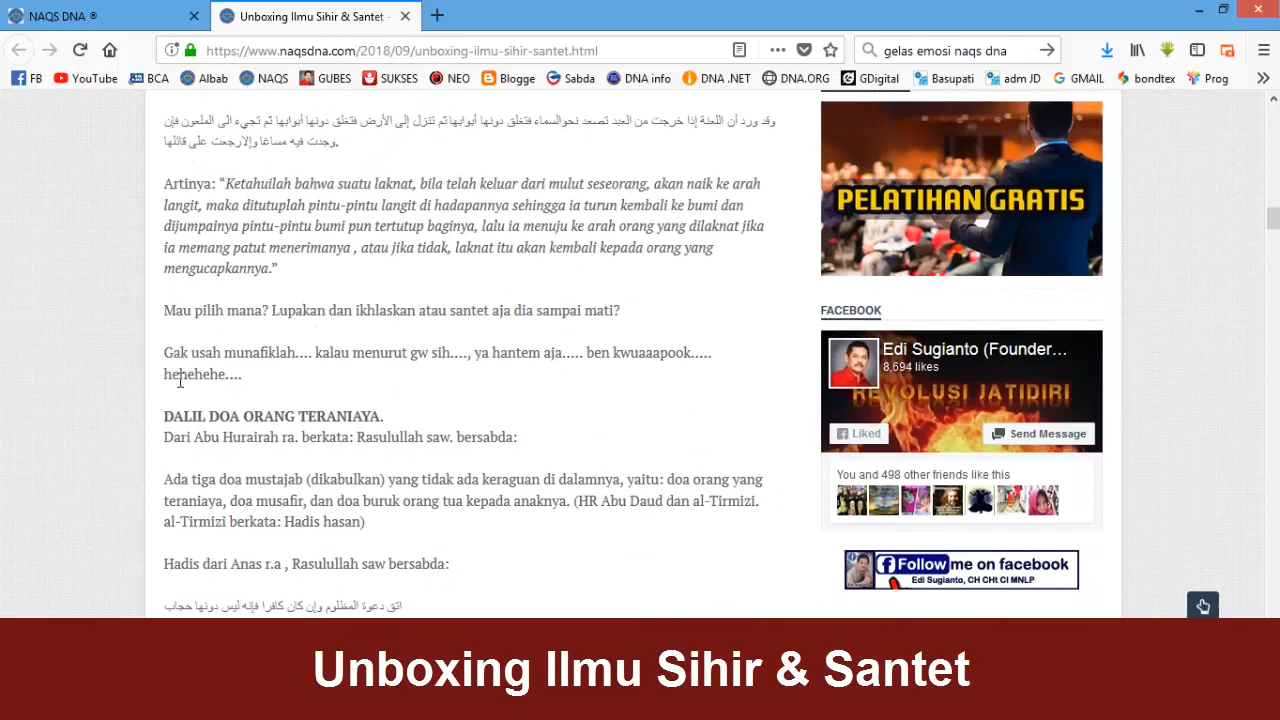 NAQS DNA ®
Unboxing Ilmu Sihir & Santet -
https://www.naqsdna.com/2018/09/unboxing-ilmu-sihir-santet.html
gelas emosi naqs dna
FB YouTube BCA Albab NAQS GUBES SUKSES NEO Blogge Sabda DNA info DNA .NET DNA.ORG GDigital Basupati adm JD GMAIL bondtex Prog
وقد ورد أن اللعنة إذا خرجت من العبد تصعد نحوالسماء فتغلق دونها أبوابها ثم تنزل إلى الأرض فتغلق دونها أبوابها ثم تجيء الى الملعون فإن
وجدت فيه مساغا وإلارجعت على قائلها.
Artinya: “Ketahuilah bahwa suatu laknat, bila telah keluar dari mulut seseorang, akan naik ke arah
langit, maka ditutuplah pintu-pintu langit di hadapannya sehingga ia turun kembali ke bumi dan
dijumpainya pintu-pintu bumi pun tertutup baginya, lalu ia menuju ke arah orang yang dilaknat jika
ia menang patut menerimanya , atau jika tidak, laknat itu akan kembali kepada orang yang
mengucapkannya.”
Mau pilih mana? Lupakan dan ikhlaskan atau santet aja dia sampai mati?
Gak usah munafiklah.... kalau menurut gw sih...., ya hantem aja..... ben kwuaaapook.....
hehehehe....
DALIL DOA ORANG TERANIAYA.
Dari Abu Hurairah ra. berkata: Rasulullah saw. bersabda:
Ada tiga doa mustajab (dikabulkan) yang tidak ada keraguan di dalamnya, yaitu: doa orang yang
teraniaya, doa musafir, dan doa buruk orang tua kepada anaknya. (HR Abu Daud dan al-Tirmizi.
al-Tirmizi berkata: Hadis hasan)
Hadis dari Anas r.a , Rasulullah saw bersabda:
اتق دعوة المظلوم وإن كان كافرا فإنه ليس دونها حجاب
PELATIHAN GRATIS
FACEBOOK
Edi Sugianto (Founder...
8,694 likes
REVOLUSI JATIDIRI
Liked
Send Message
You and 498 other friends like this
Follow me on facebook
Edi Sugianto, CH CHt CI MNLP
Unboxing Ilmu Sihir & Santet